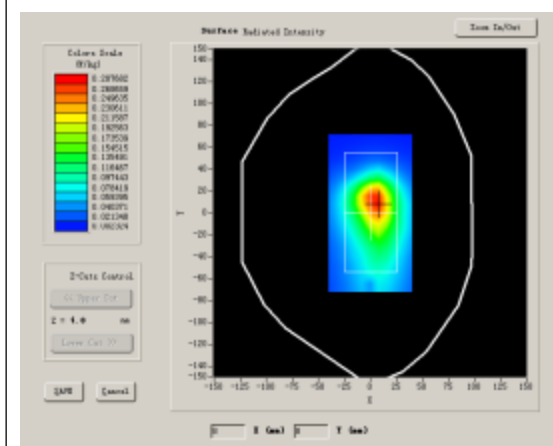 Surface Radiated Intensity
Zoom In/Out
Colors Scale
(W/kg)
0.287602
0.268589
0.249635
0.230611
0.211587
0.192563
0.173539
0.154515
0.135491
0.116467
0.097443
0.078419
0.059395
0.040371
0.021348
0.002324
Z-Cuts Control
<< Upper Cut
Z = 4.0 mm
Lower Cut >>
SAVE
Cancel
150
140
120
100
80
60
40
20
0
-20
-40
-60
-80
-100
-120
-140
-150
Y
-150 -125 -100 -75 -50 -25 0 25 50 75 100 125 150
X
0 X (mm) 0 Y (mm)